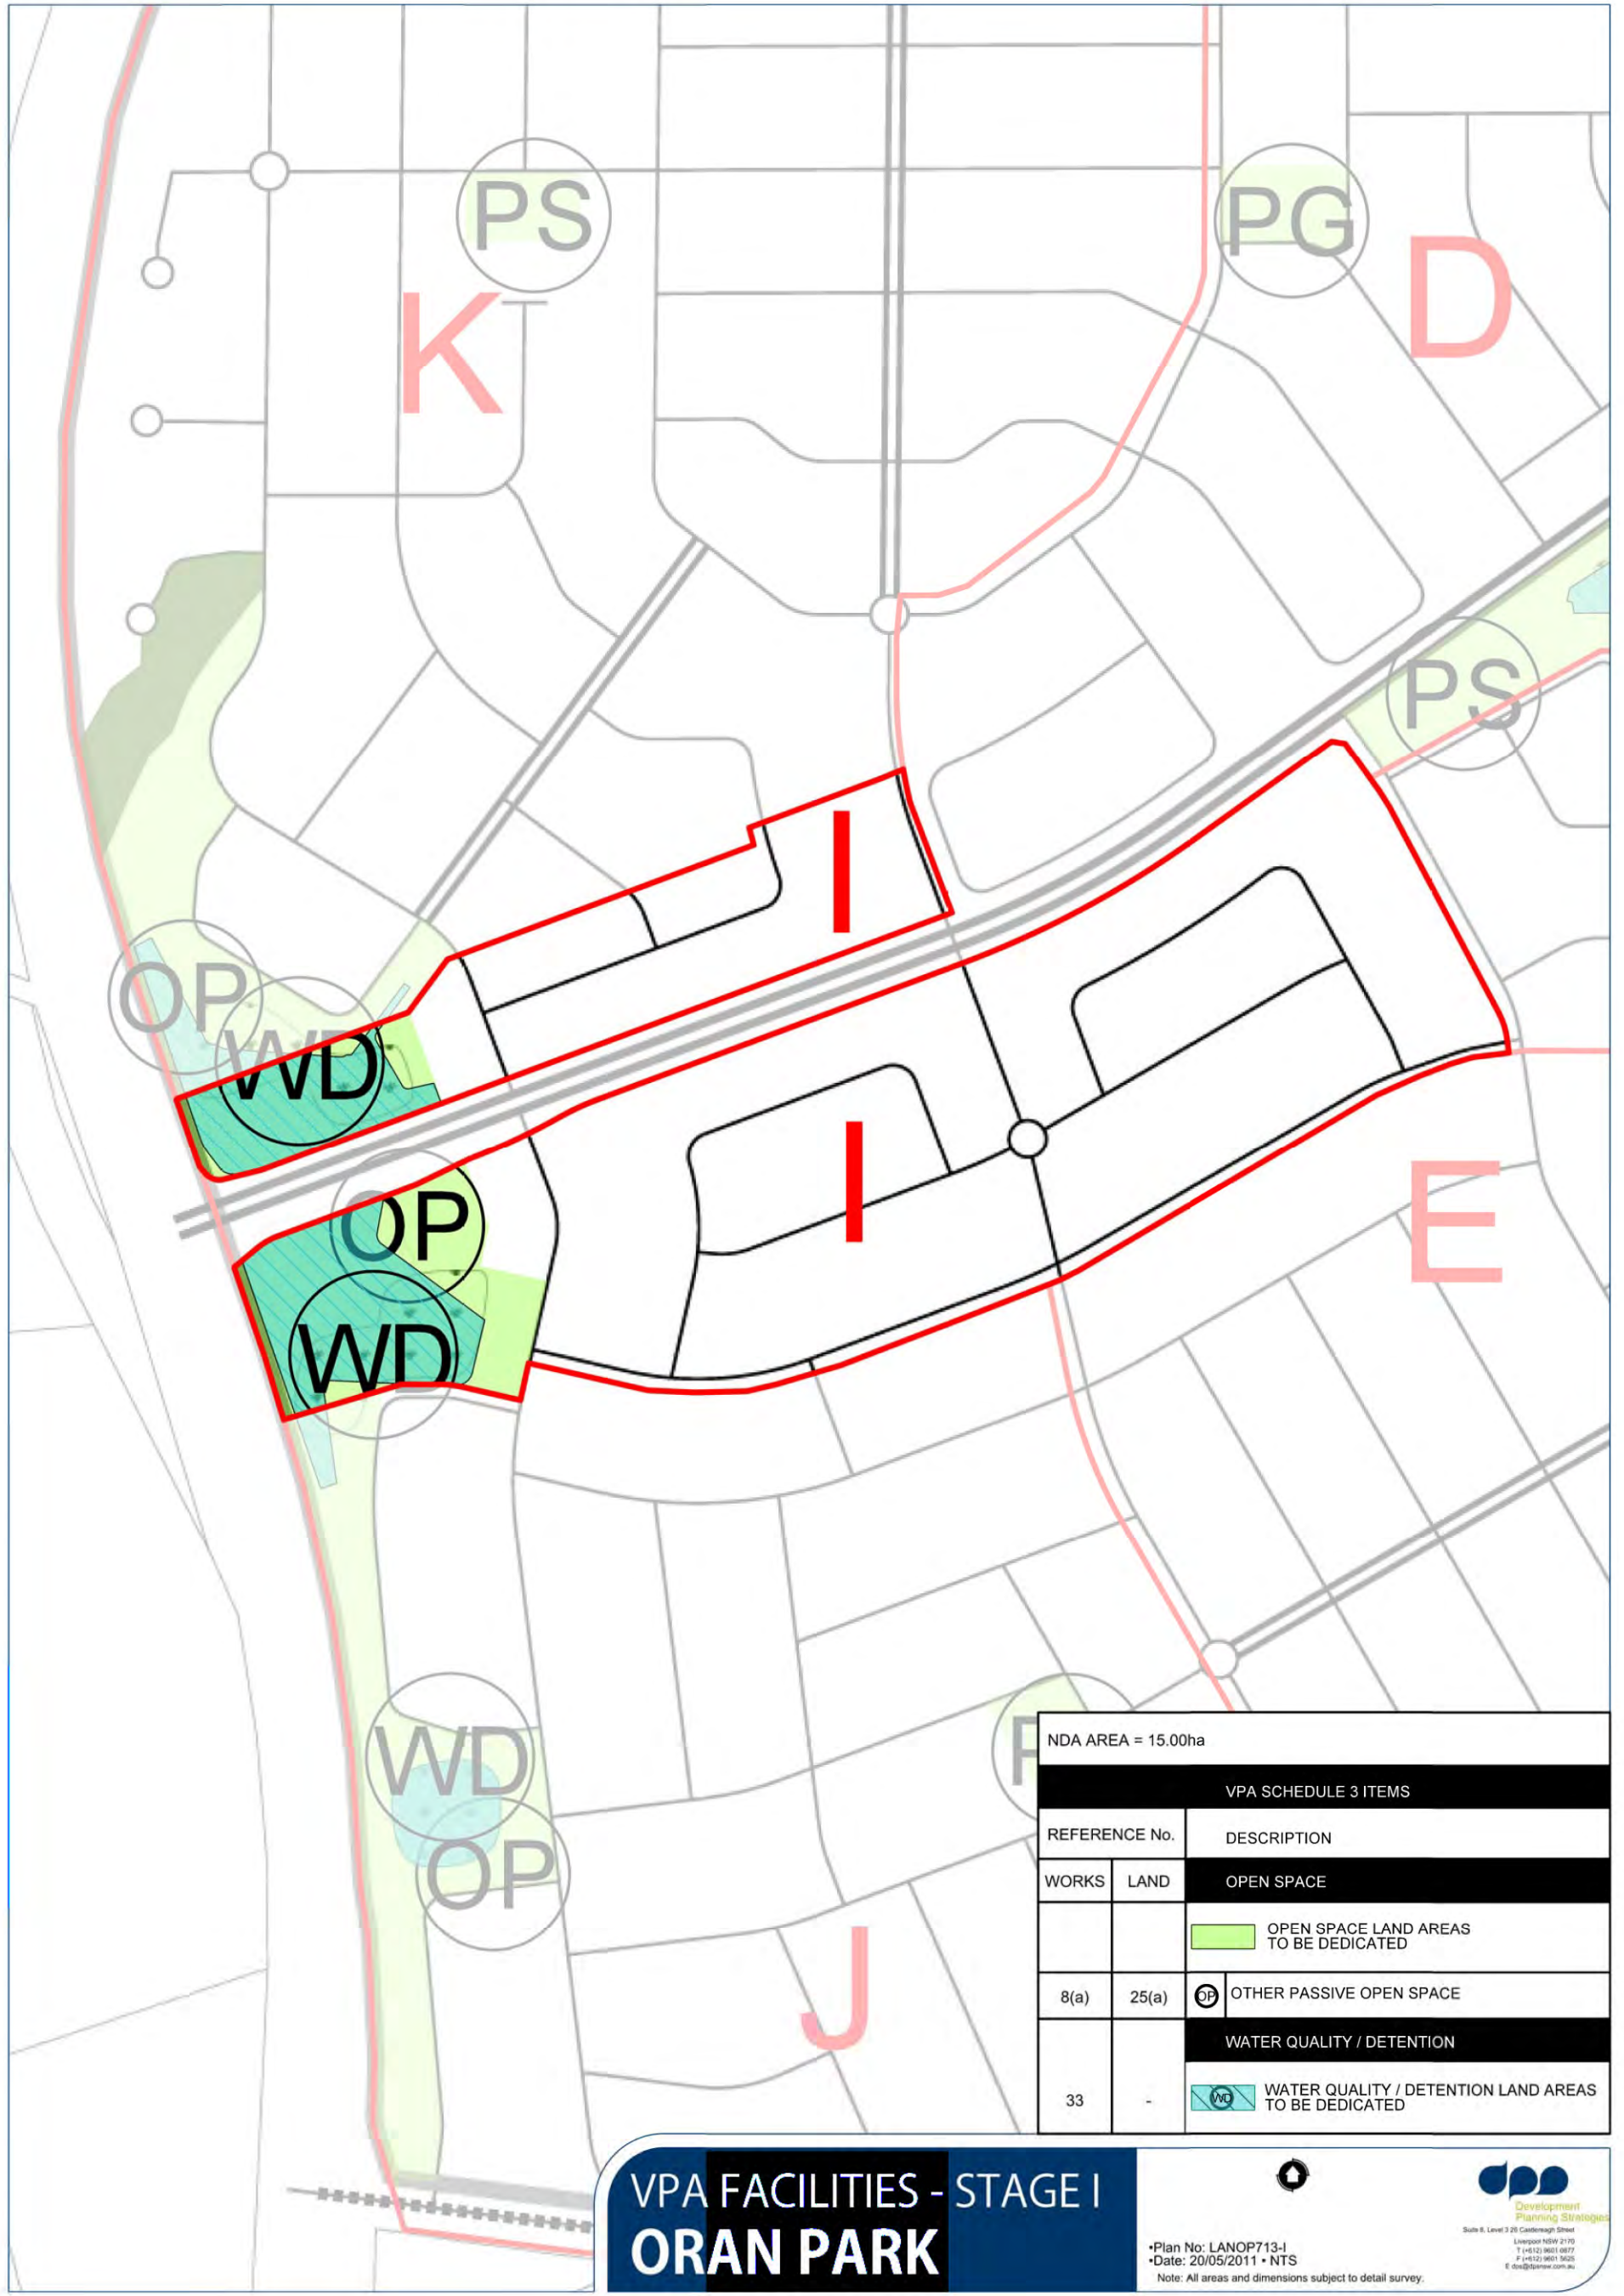 PS
PG
D
K
PS
I
OP
WD
I
OP
E
WD
WD
OP
J
NDA AREA = 15.00ha
VPA SCHEDULE 3 ITEMS
REFERENCE No.
DESCRIPTION
WORKS
LAND
OPEN SPACE
OPEN SPACE LAND AREAS
TO BE DEDICATED
8(a)
25(a)
OP
OTHER PASSIVE OPEN SPACE
WATER QUALITY / DETENTION
33
-
WD
WATER QUALITY / DETENTION LAND AREAS
TO BE DEDICATED
VPA FACILITIES - STAGE I
ORAN PARK
•Plan No: LANOP713-I
•Date: 20/05/2011 • NTS
Note: All areas and dimensions subject to detail survey.
dpp
Development
Planning Strategies
Liverpool NSW 2170